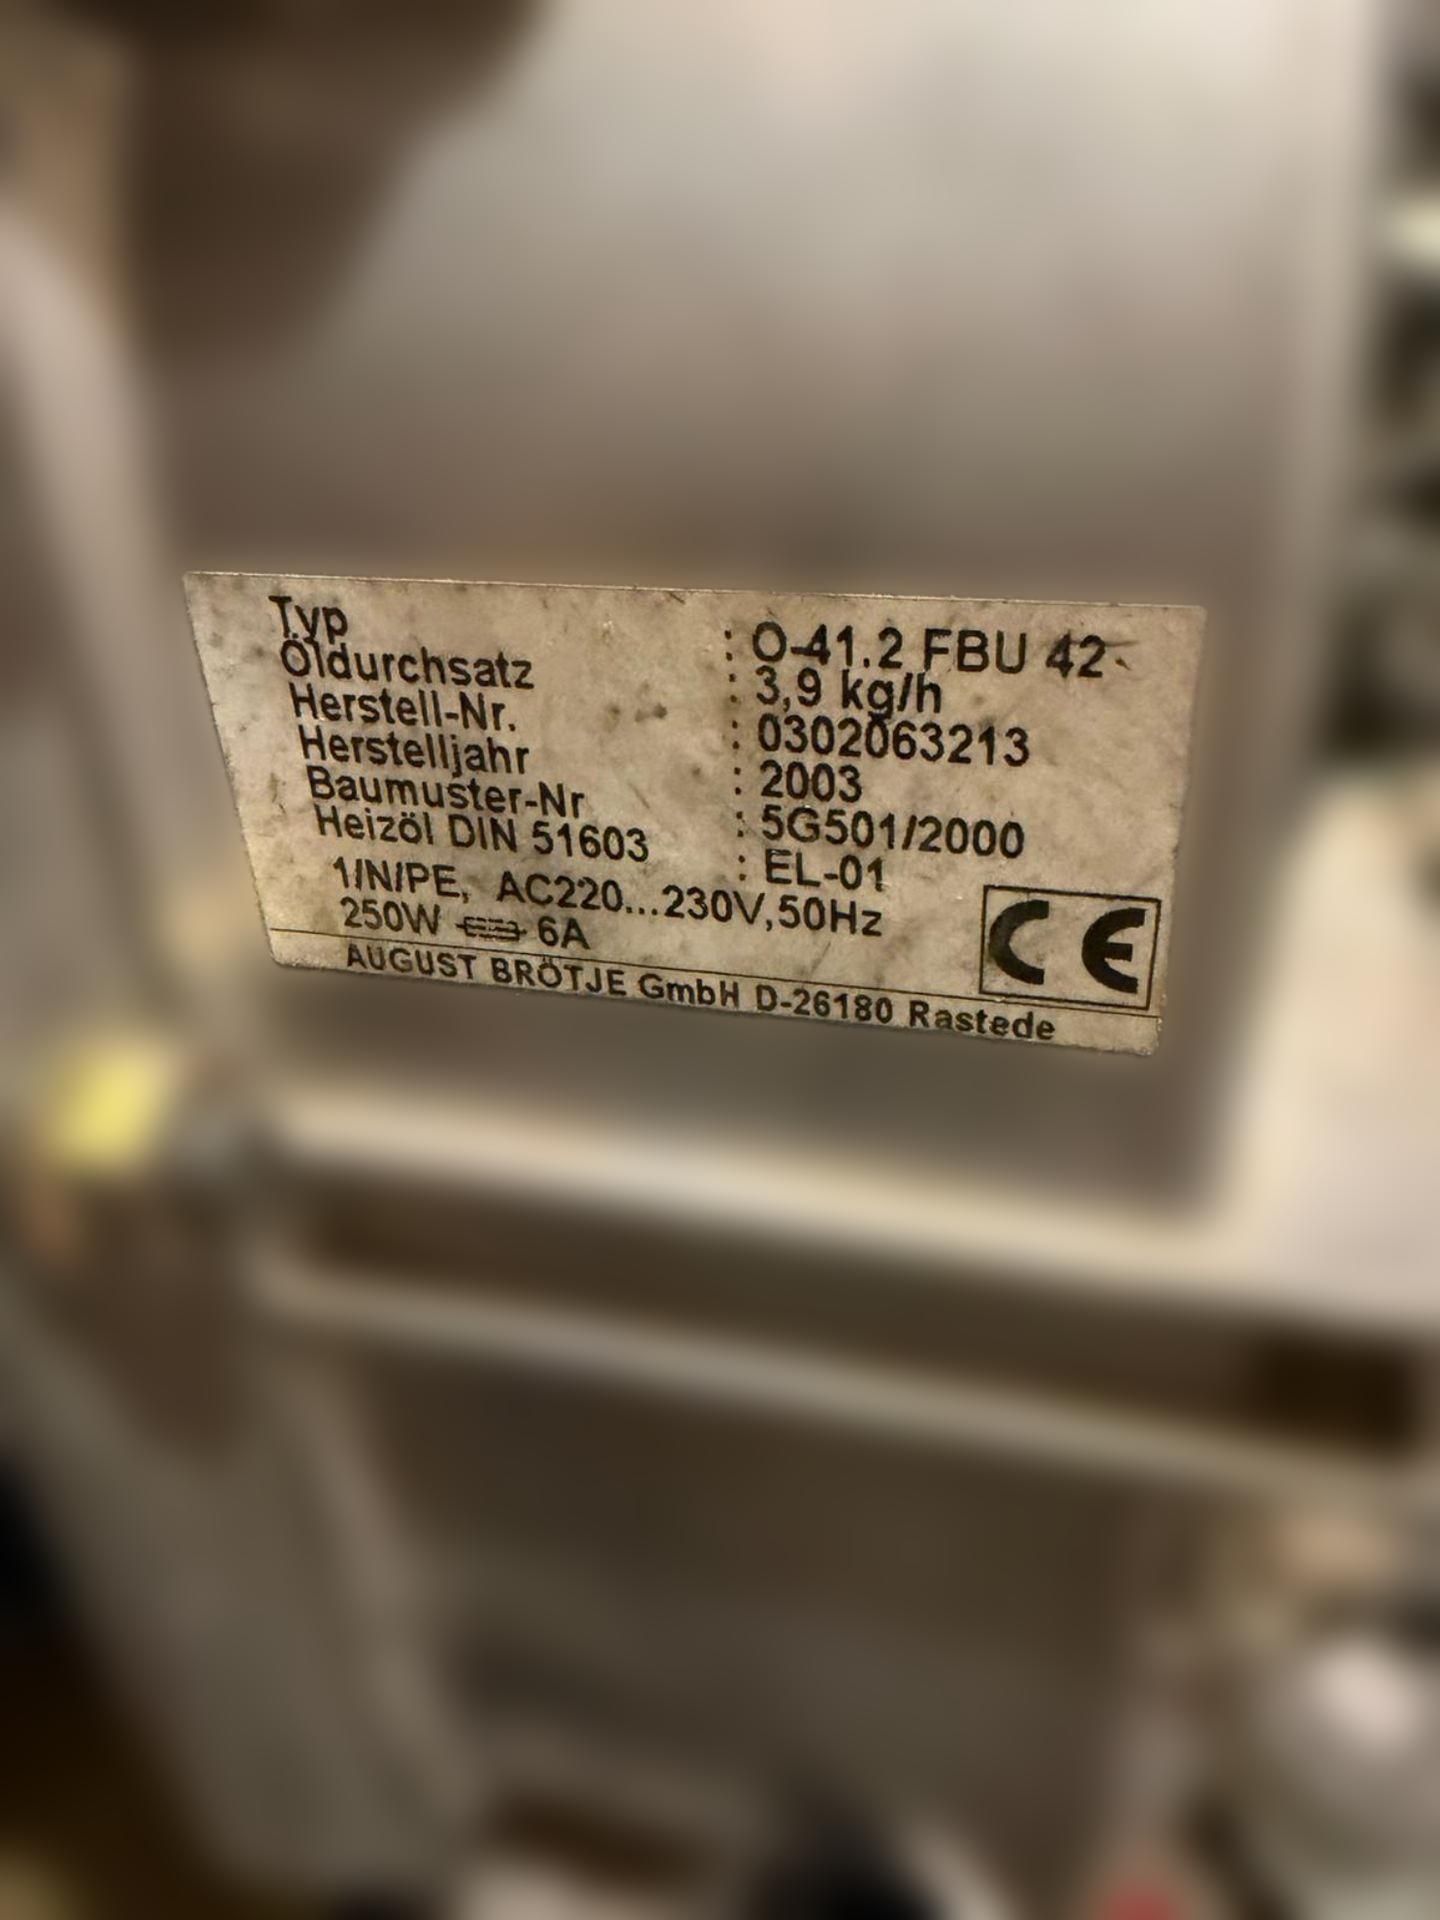 Typ : O-41.2 FBU 42
Öldurchsatz : 3,9 kg/h
Herstell-Nr. : 0302063213
Herstelljahr : 2003
Baumuster-Nr : 5G501/2000
Heizöl DIN 51603 : EL-01
1/N/PE, AC220...230V,50Hz
250W 6A
CE
AUGUST BRÖTJE GmbH D-26180 Rastede